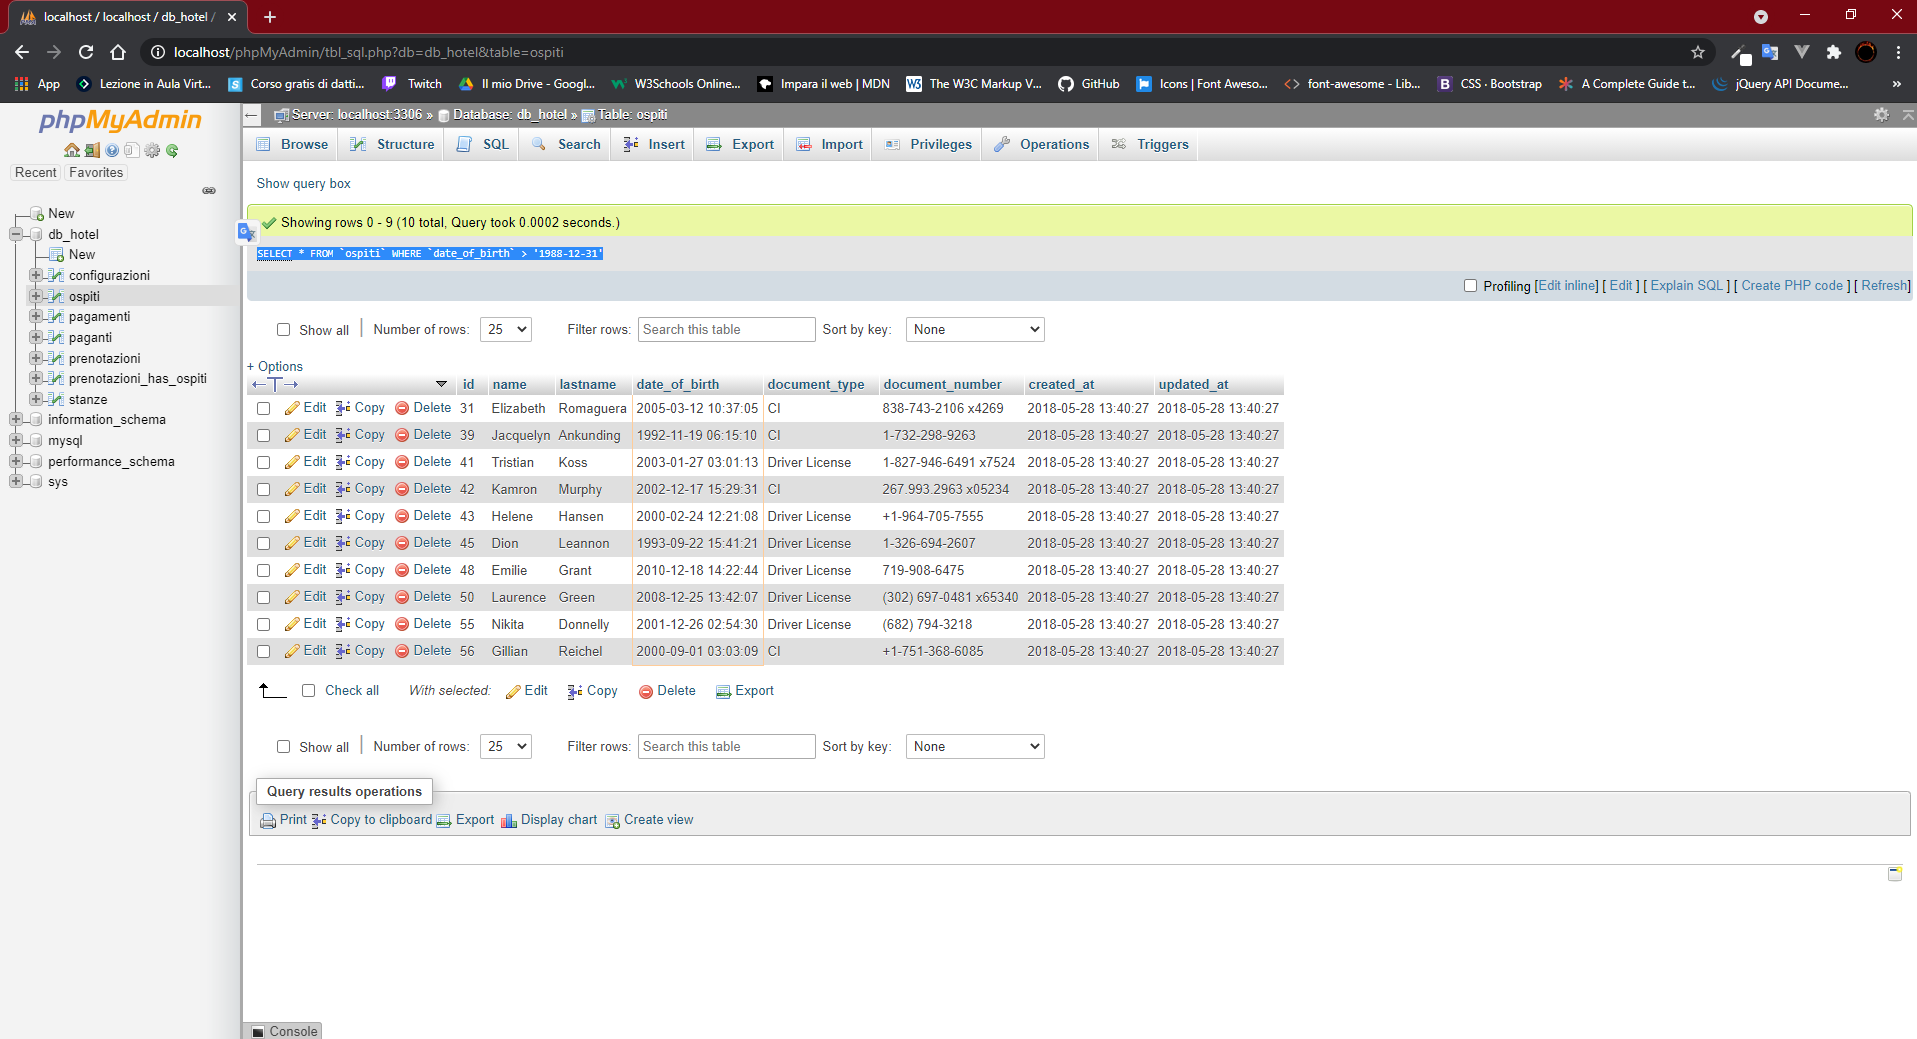 localhost / localhost / db_hotel /
localhost/phpMyAdmin/tbl_sql.php?db=db_hotel&table=ospiti
App Lezione in Aula Virt... Corso gratis di datti... Twitch Il mio Drive - Googl... W3Schools Online... Impara il web | MDN The W3C Markup V... GitHub Icons | Font Aweso... font-awesome - Lib... CSS · Bootstrap A Complete Guide t... jQuery API Docume... »
phpMyAdmin
Recent Favorites
New
db_hotel
New
configurazioni
ospiti
pagamenti
paganti
prenotazioni
prenotazioni_has_ospiti
stanze
information_schema
mysql
performance_schema
sys
Server: localhost:3306 » Database: db_hotel » Table: ospiti
Browse Structure SQL Search Insert Export Import Privileges Operations Triggers
Show query box
Showing rows 0 - 9 (10 total, Query took 0.0002 seconds.)
SELECT * FROM `ospiti` WHERE `date_of_birth` > '1988-12-31'
Profiling [Edit inline] [ Edit ] [ Explain SQL ] [ Create PHP code ] [ Refresh]
Show all Number of rows: 25 Filter rows: Search this table Sort by key: None
+ Options
id name lastname date_of_birth document_type document_number created_at updated_at
Edit Copy Delete 31 Elizabeth Romaguera 2005-03-12 10:37:05 CI 838-743-2106 x4269 2018-05-28 13:40:27 2018-05-28 13:40:27
Edit Copy Delete 39 Jacquelyn Ankunding 1992-11-19 06:15:10 CI 1-732-298-9263 2018-05-28 13:40:27 2018-05-28 13:40:27
Edit Copy Delete 41 Tristian Koss 2003-01-27 03:01:13 Driver License 1-827-946-6491 x7524 2018-05-28 13:40:27 2018-05-28 13:40:27
Edit Copy Delete 42 Kamron Murphy 2002-12-17 15:29:31 CI 267.993.2963 x05234 2018-05-28 13:40:27 2018-05-28 13:40:27
Edit Copy Delete 43 Helene Hansen 2000-02-24 12:21:08 Driver License +1-964-705-7555 2018-05-28 13:40:27 2018-05-28 13:40:27
Edit Copy Delete 45 Dion Leannon 1993-09-22 15:41:21 Driver License 1-326-694-2607 2018-05-28 13:40:27 2018-05-28 13:40:27
Edit Copy Delete 48 Emilie Grant 2010-12-18 14:22:44 Driver License 719-908-6475 2018-05-28 13:40:27 2018-05-28 13:40:27
Edit Copy Delete 50 Laurence Green 2008-12-25 13:42:07 Driver License (302) 697-0481 x65340 2018-05-28 13:40:27 2018-05-28 13:40:27
Edit Copy Delete 55 Nikita Donnelly 2001-12-26 02:54:30 Driver License (682) 794-3218 2018-05-28 13:40:27 2018-05-28 13:40:27
Edit Copy Delete 56 Gillian Reichel 2000-09-01 03:03:09 CI +1-751-368-6085 2018-05-28 13:40:27 2018-05-28 13:40:27
Check all With selected: Edit Copy Delete Export
Show all Number of rows: 25 Filter rows: Search this table Sort by key: None
Query results operations
Print Copy to clipboard Export Display chart Create view
Console